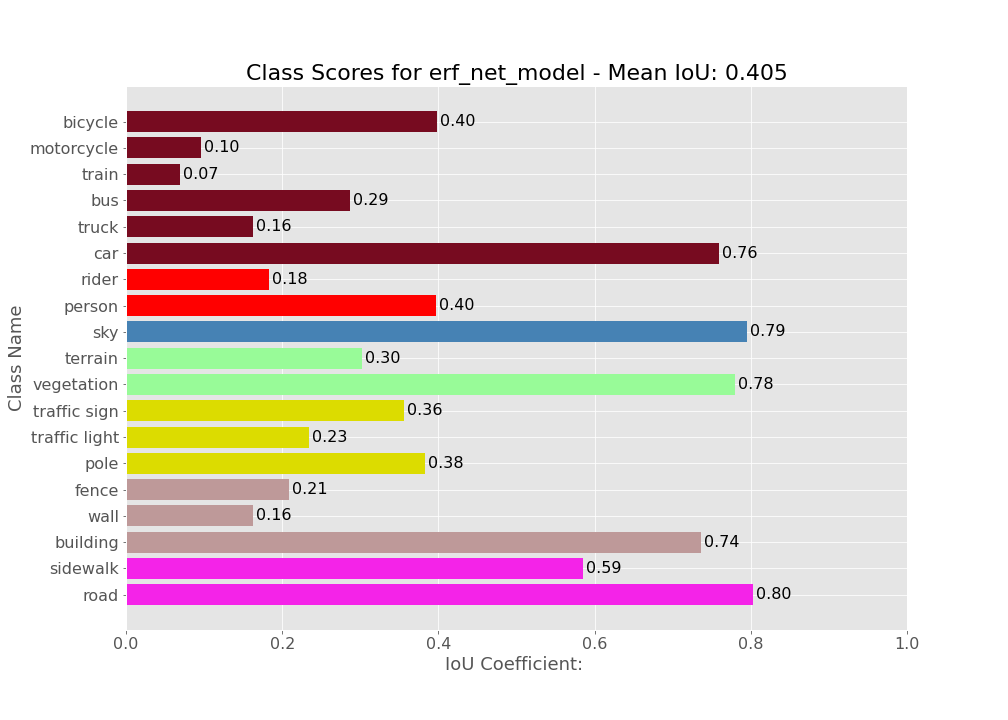 Class Scores for erf_net_model - Mean IoU: 0.405
bicycle 0.40
motorcycle 0.10
train 0.07
bus 0.29
truck 0.16
car 0.76
rider 0.18
person 0.40
sky 0.79
terrain 0.30
vegetation 0.78
traffic sign 0.36
traffic light 0.23
pole 0.38
fence 0.21
wall 0.16
building 0.74
sidewalk 0.59
road 0.80
Class Name
0.0 0.2 0.4 0.6 0.8 1.0
IoU Coefficient: